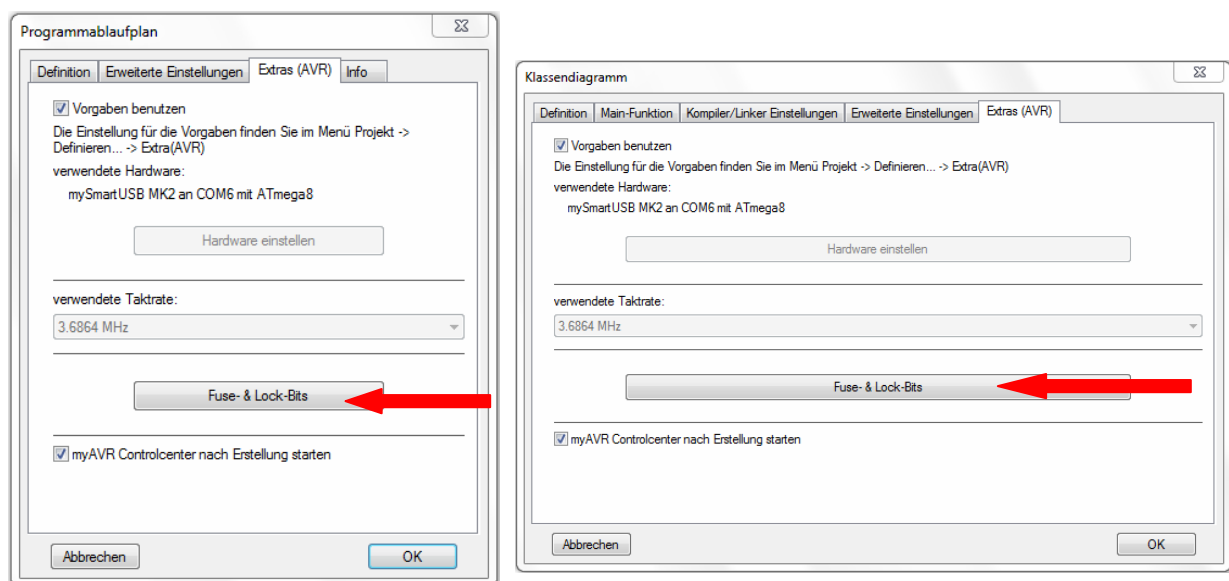 Programmablaufplan
Definition Erweiterte Einstellungen Extras (AVR) Info
Vorgaben benutzen
Die Einstellung für die Vorgaben finden Sie im Menü Projekt ->
Definieren... -> Extra(AVR)
verwendete Hardware:
mySmartUSB MK2 an COM6 mit ATmega8
Hardware einstellen
verwendete Taktrate:
3.6864 MHz
Fuse- & Lock-Bits
myAVR Controlcenter nach Erstellung starten
Abbrechen OK
Klassendiagramm
Definition Main-Funktion Kompiler/Linker Einstellungen Erweiterte Einstellungen Extras (AVR)
Vorgaben benutzen
Die Einstellung für die Vorgaben finden Sie im Menü Projekt -> Definieren... -> Extra(AVR)
verwendete Hardware:
mySmartUSB MK2 an COM6 mit ATmega8
Hardware einstellen
verwendete Taktrate:
3.6864 MHz
Fuse- & Lock-Bits
myAVR Controlcenter nach Erstellung starten
Abbrechen OK